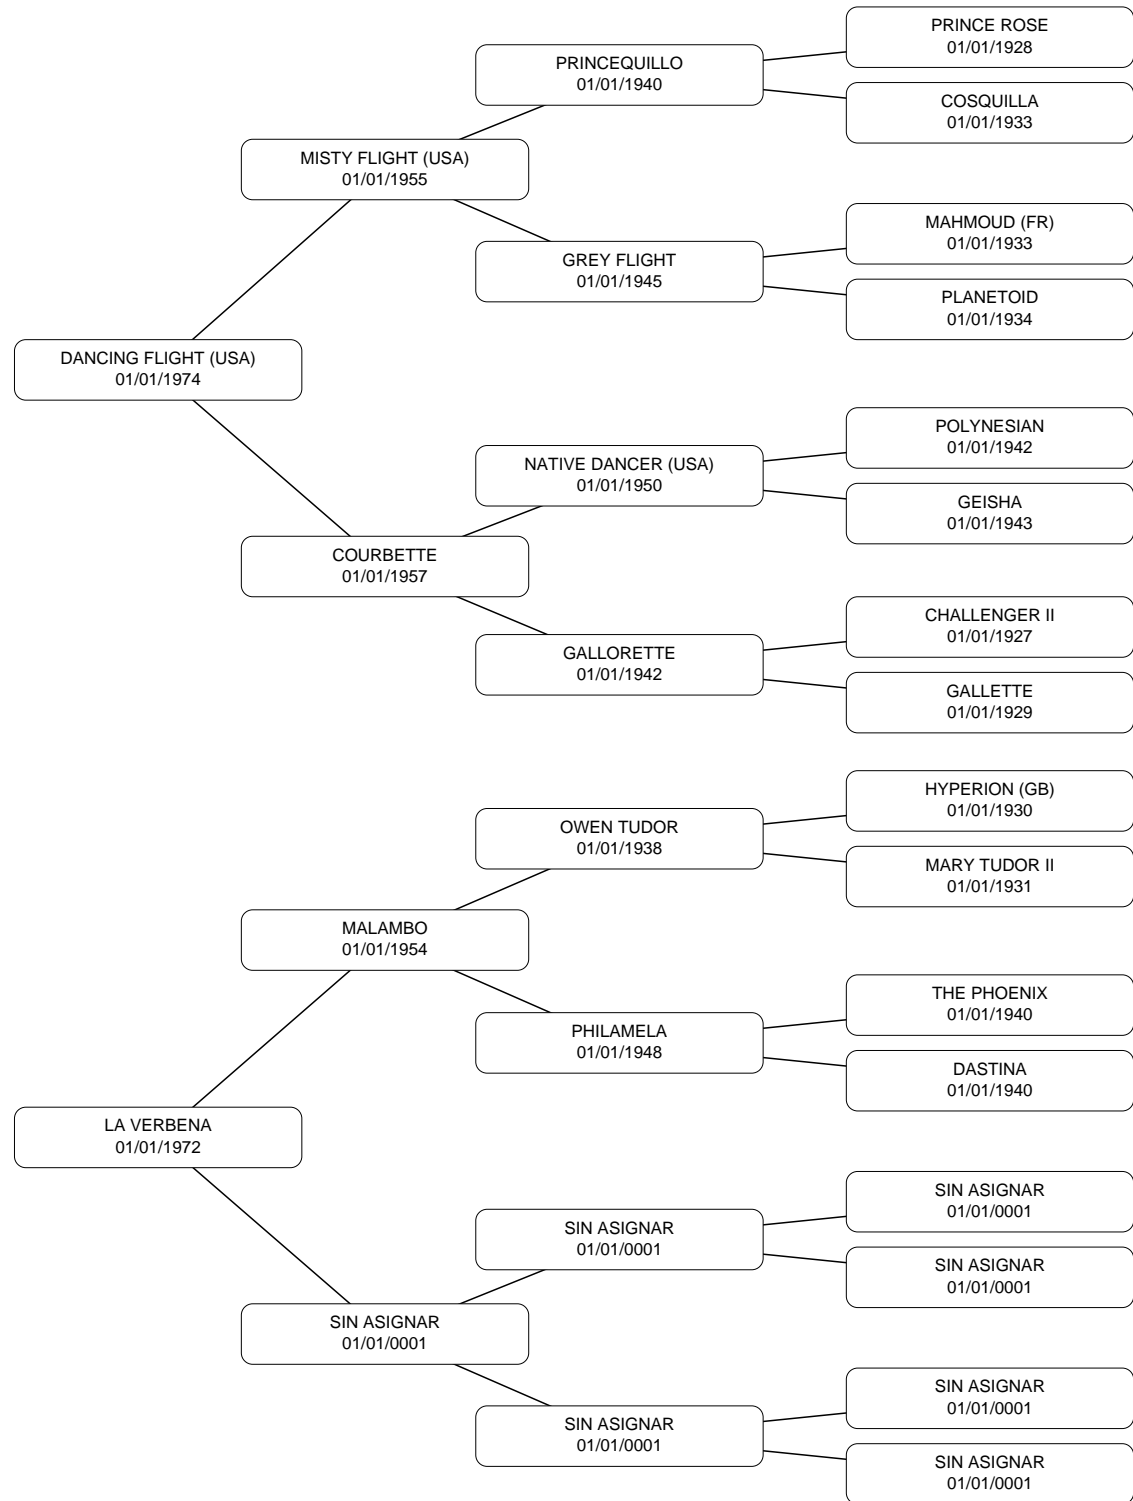 PRINCE ROSE
01/01/1928
PRINCEQUILLO
01/01/1940
COSQUILLA
01/01/1933
MISTY FLIGHT (USA)
01/01/1955
MAHMOUD (FR)
01/01/1933
GREY FLIGHT
01/01/1945
PLANETOID
01/01/1934
DANCING FLIGHT (USA)
01/01/1974
POLYNESIAN
01/01/1942
NATIVE DANCER (USA)
01/01/1950
GEISHA
01/01/1943
COURBETTE
01/01/1957
CHALLENGER II
01/01/1927
GALLORETTE
01/01/1942
GALLETTE
01/01/1929
HYPERION (GB)
01/01/1930
OWEN TUDOR
01/01/1938
MARY TUDOR II
01/01/1931
MALAMBO
01/01/1954
THE PHOENIX
01/01/1940
PHILAMELA
01/01/1948
DASTINA
01/01/1940
LA VERBENA
01/01/1972
SIN ASIGNAR
01/01/0001
SIN ASIGNAR
01/01/0001
SIN ASIGNAR
01/01/0001
SIN ASIGNAR
01/01/0001
SIN ASIGNAR
01/01/0001
SIN ASIGNAR
01/01/0001
SIN ASIGNAR
01/01/0001